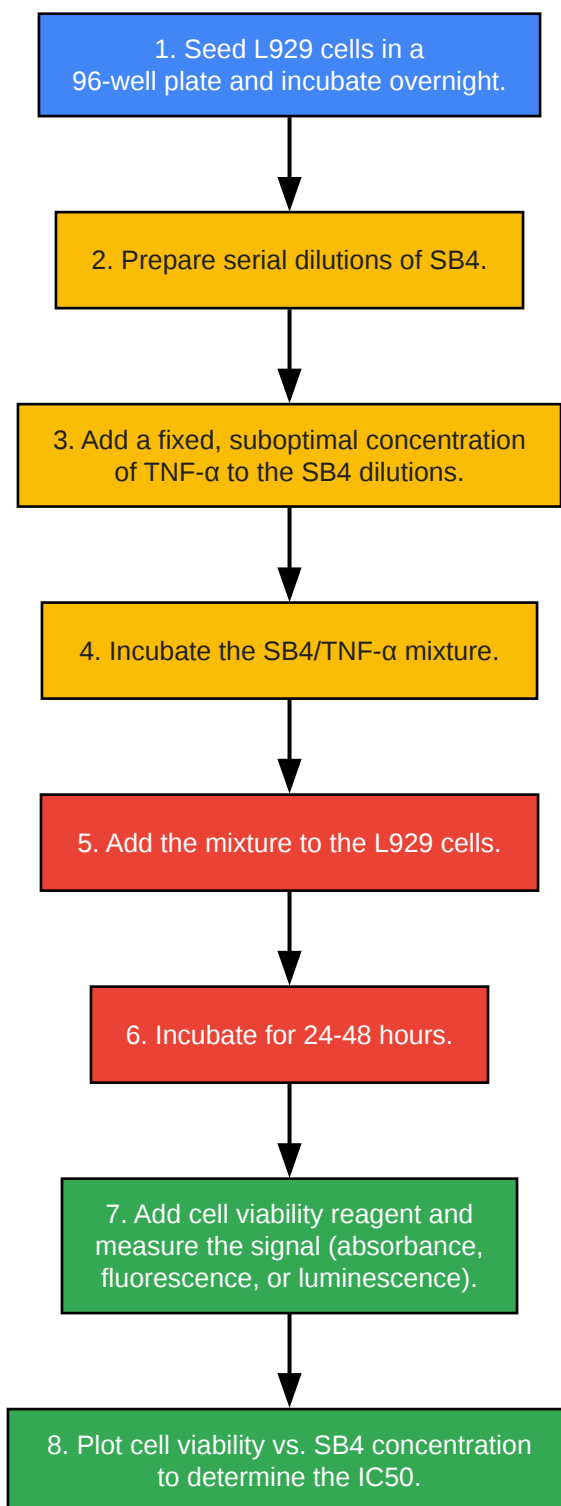 1. Seed L929 cells in a
96-well plate and incubate overnight.
2. Prepare serial dilutions of SB4.
3. Add a fixed, suboptimal concentration
of TNF-α to the SB4 dilutions.
4. Incubate the SB4/TNF-α mixture.
5. Add the mixture to the L929 cells.
6. Incubate for 24-48 hours.
7. Add cell viability reagent and
measure the signal (absorbance,
fluorescence, or luminescence).
8. Plot cell viability vs. SB4 concentration
to determine the IC50.